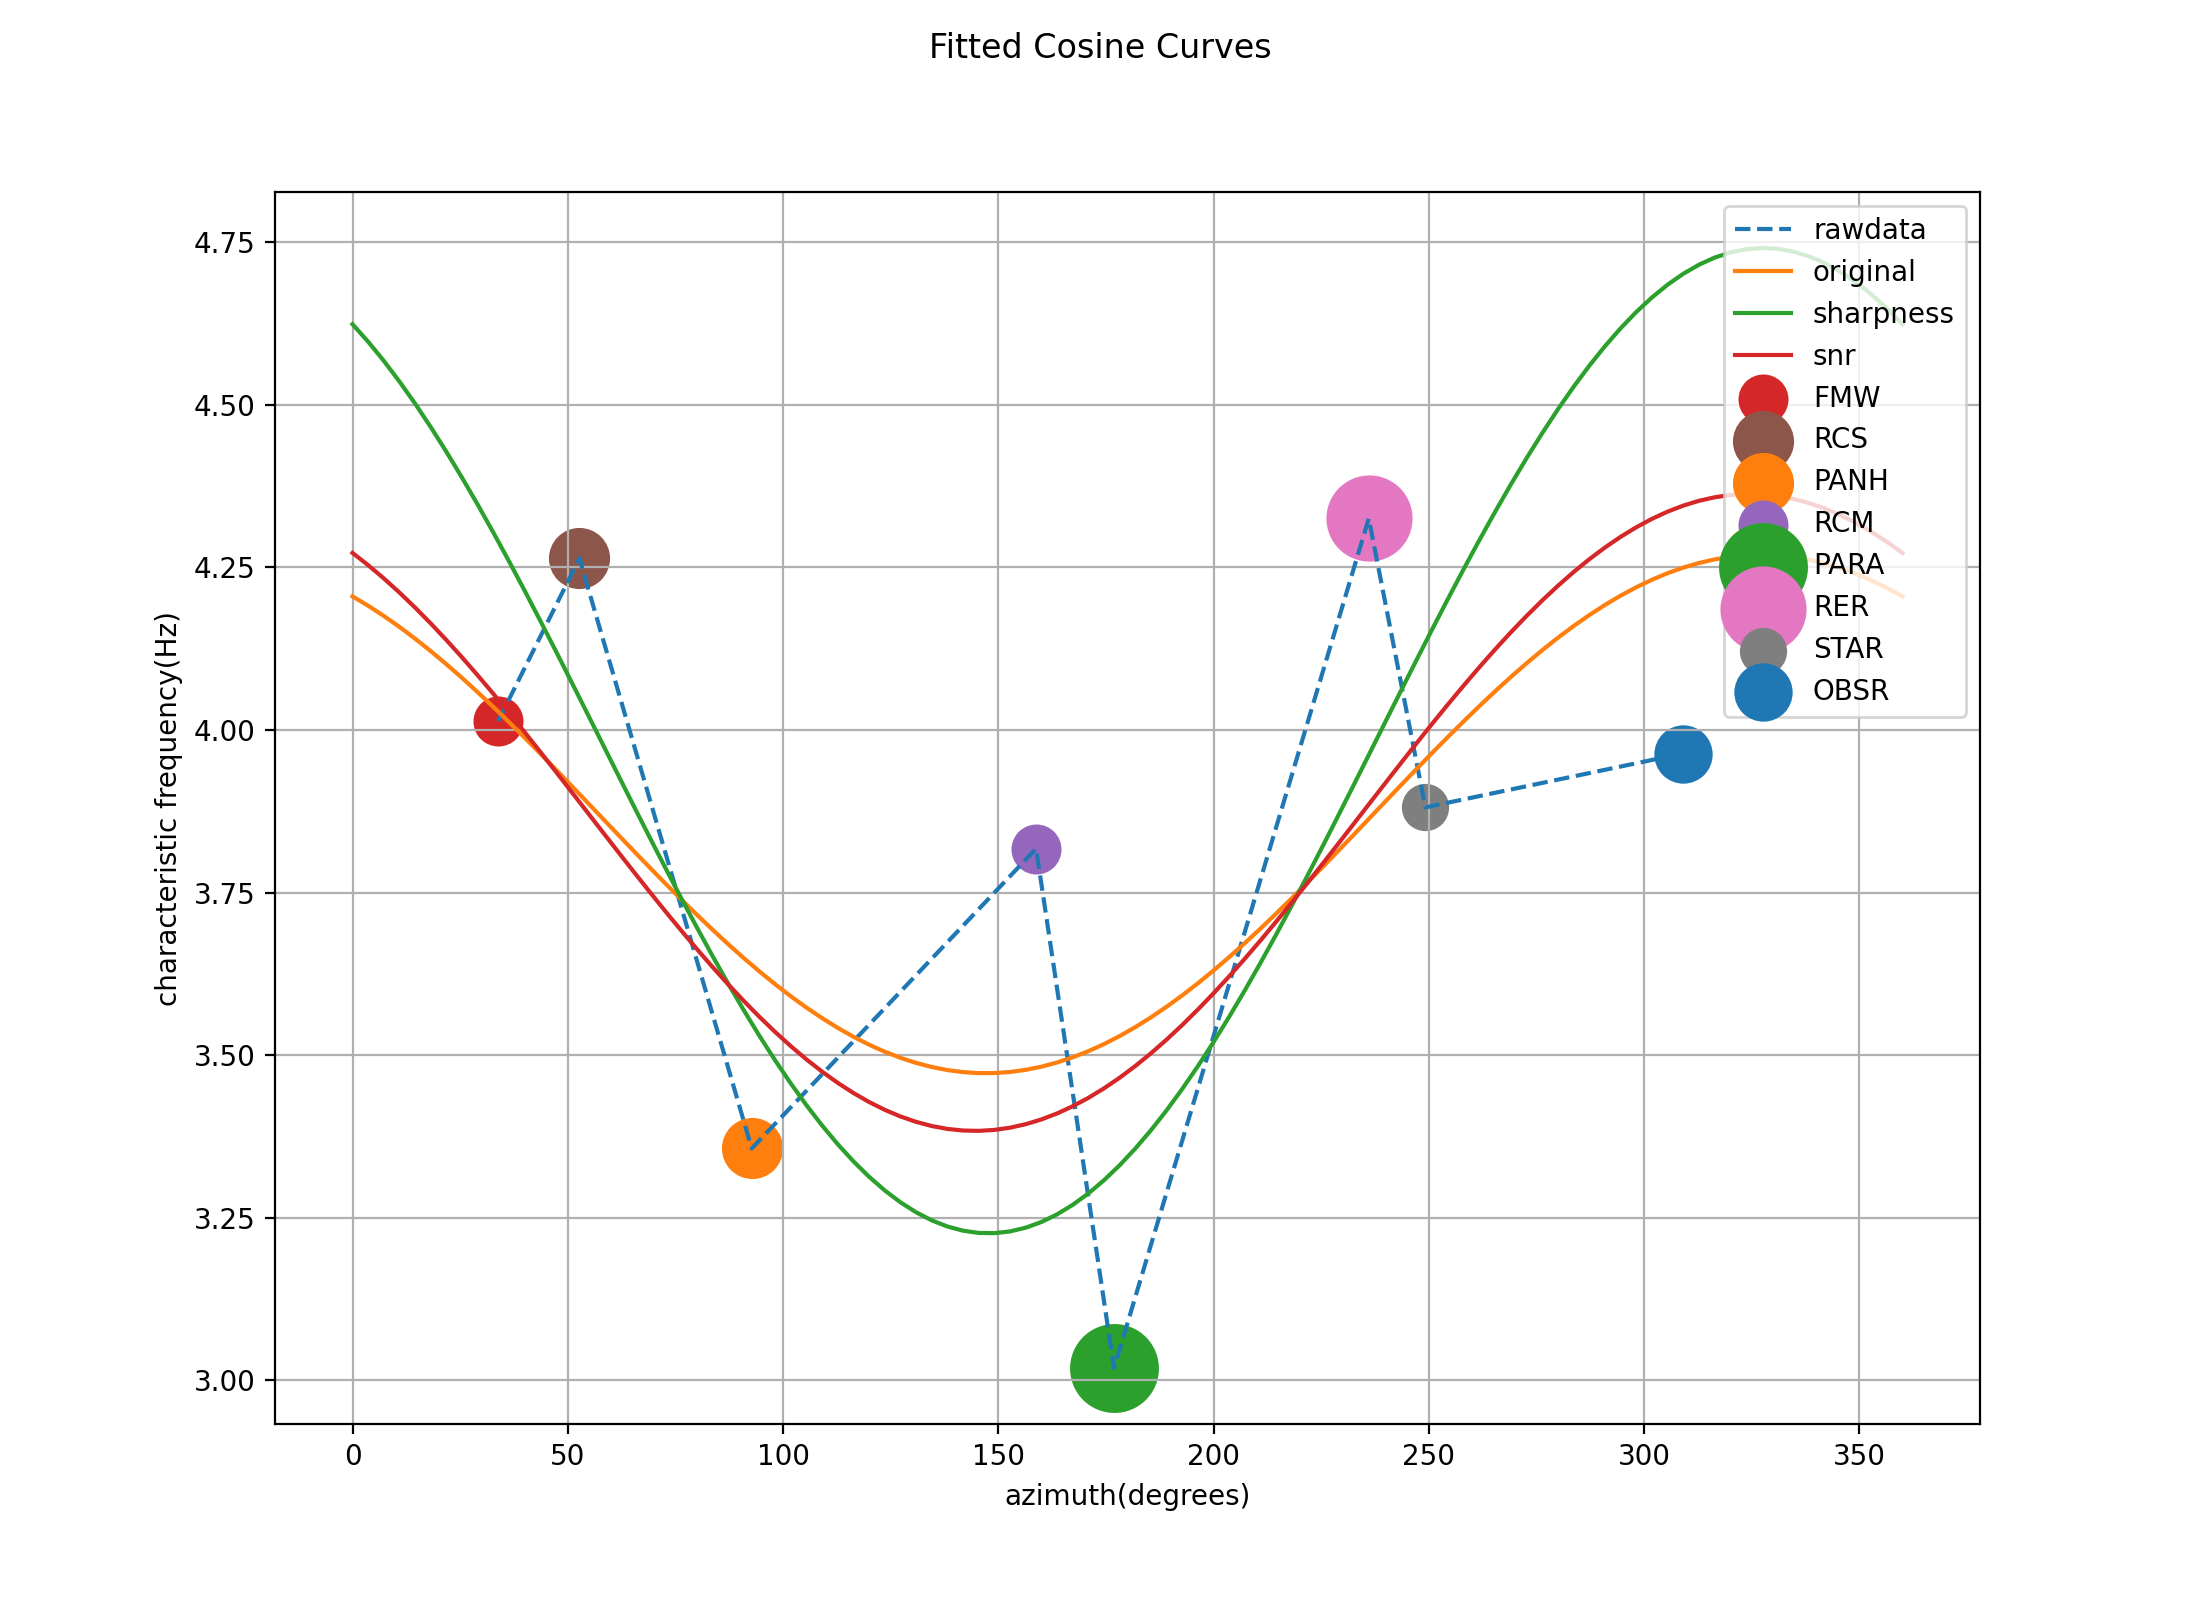 Fitted Cosine Curves
4.75
4.50
4.25
4.00
3.75
3.50
3.25
3.00
characteristic frequency(Hz)
0 50 100 150 200 250 300 350
azimuth(degrees)
rawdata
original
sharpness
snr
FMW
RCS
PANH
RCM
PARA
RER
STAR
OBSR